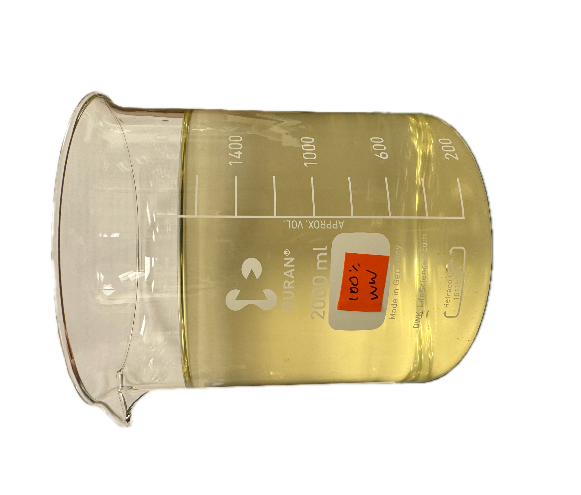 1400
1000
600
200
APPROX. VOL.
DURAN®
2000 mL
100%
WW
Made in Germany